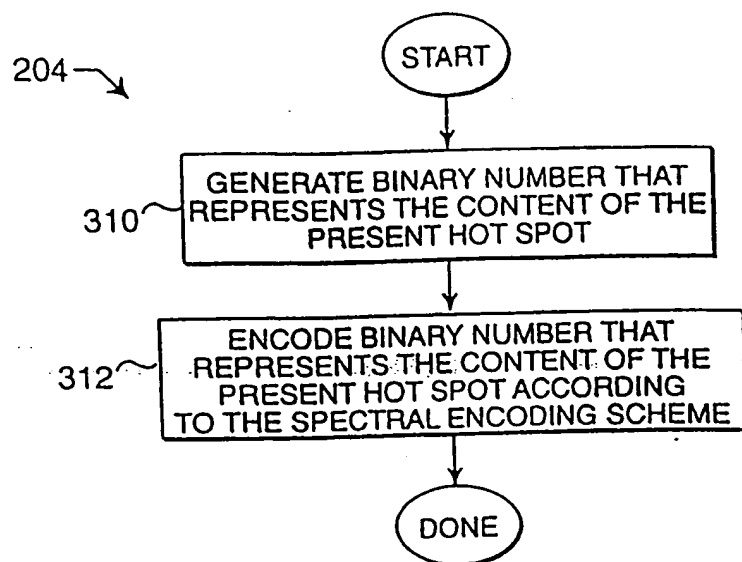 204
START
310
GENERATE BINARY NUMBER THAT
REPRESENTS THE CONTENT OF THE
PRESENT HOT SPOT
312
ENCODE BINARY NUMBER THAT
REPRESENTS THE CONTENT OF THE
PRESENT HOT SPOT ACCORDING
TO THE SPECTRAL ENCODING SCHEME
DONE